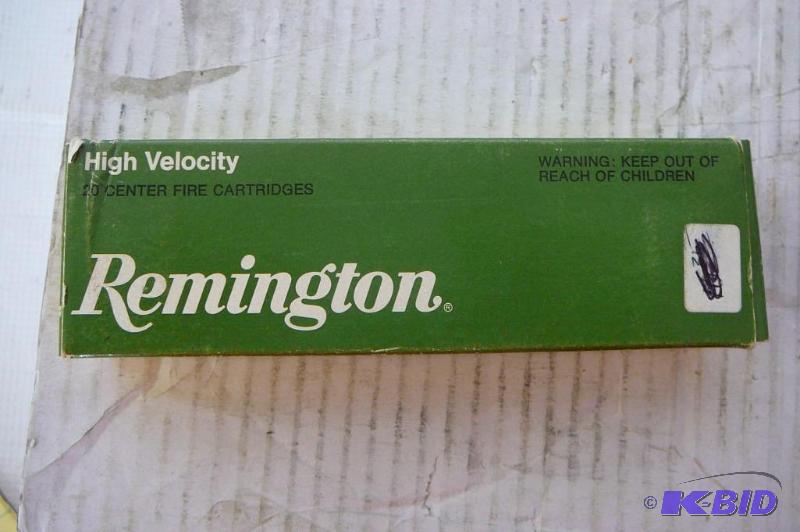 High Velocity
20 CENTER FIRE CARTRIDGES
WARNING: KEEP OUT OF
REACH OF CHILDREN
Remington®
© K-BID